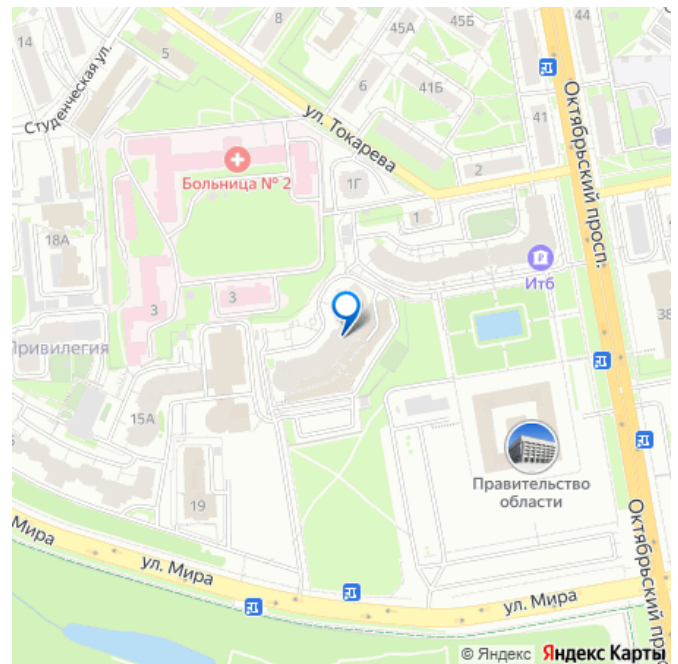 14
5
8
45А
45Б
44
Студенческая ул.
6
41Б
41
ул. Токарева
Октябрьский просп.
Больница № 2
1Г
2
18А
1
Итб
3
3
38
Привилегия
15А
19
Правительство
области
Мира
ул. Мира
ул. Мира
Октябрьский про
© Яндекс Яндекс Карты